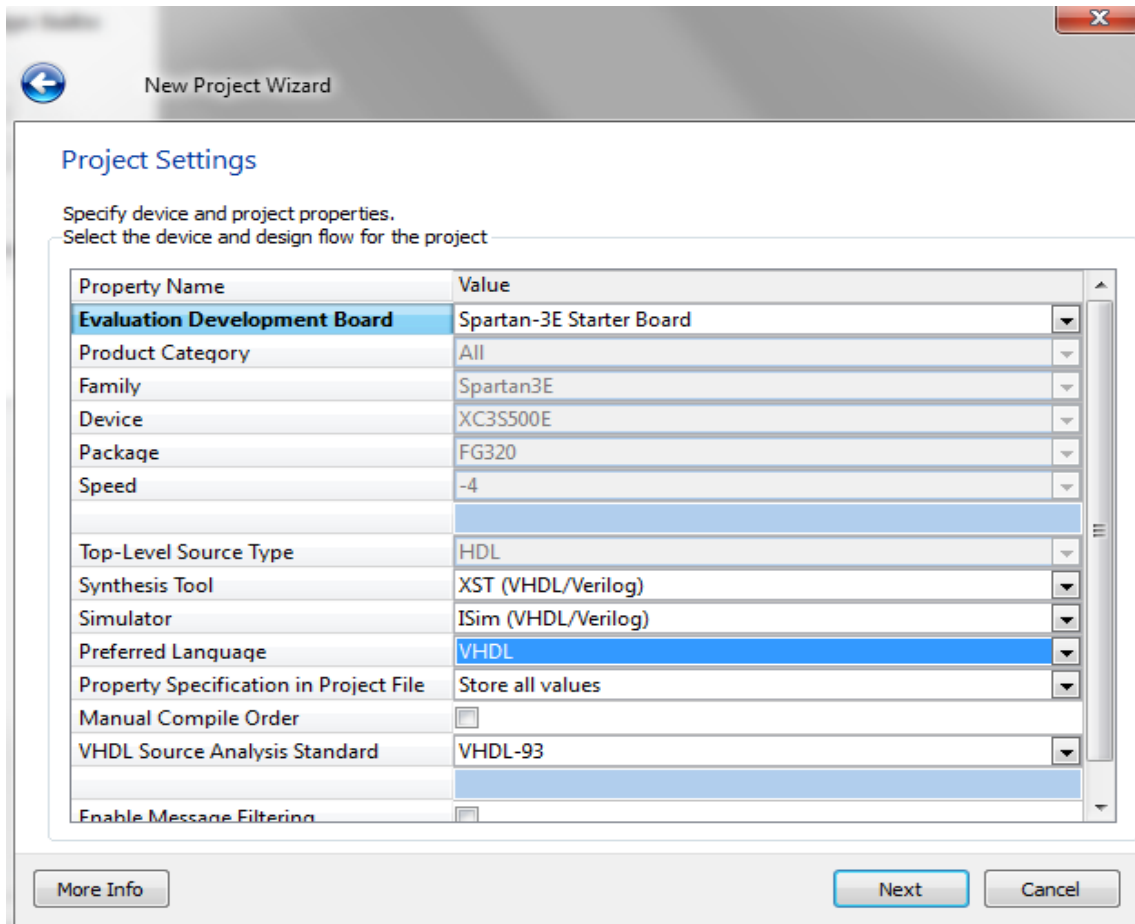 New Project Wizard
Project Settings
Specify device and project properties.
Select the device and design flow for the project
Property Name Value
Evaluation Development Board Spartan-3E Starter Board
Product Category All
Family Spartan3E
Device XC3S500E
Package FG320
Speed -4
Top-Level Source Type HDL
Synthesis Tool XST (VHDL/Verilog)
Simulator ISim (VHDL/Verilog)
Preferred Language VHDL
Property Specification in Project File Store all values
Manual Compile Order
VHDL Source Analysis Standard VHDL-93
Enable Message Filtering
More Info Next Cancel